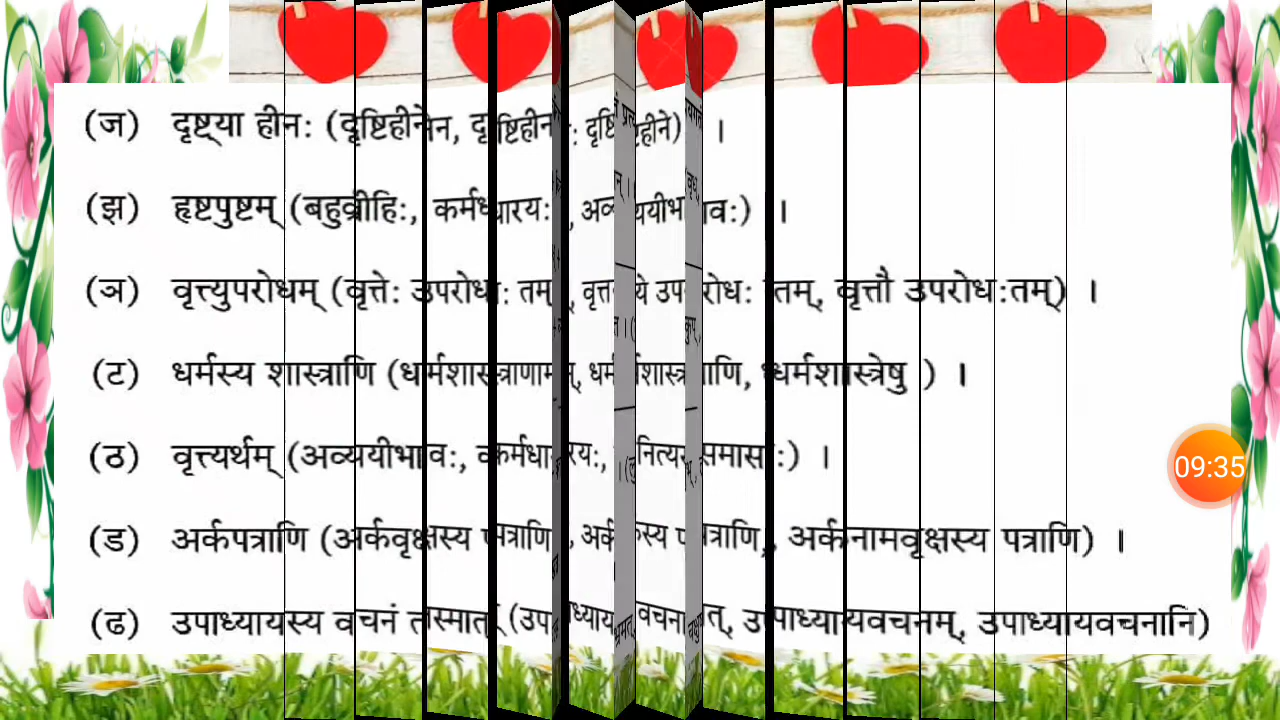 (ज) दृष्ट्या हीनः (दृष्टिहीनेन, दृष्टिहीनः दृष्टिहीने) ।
(झ) हृष्टपुष्टम् (बहुव्रीहिः, कर्मधारयः, अव्ययीभावः) ।
(ञ) वृत्त्युपरोधम् (वृत्तेः उपरोधः तम्, वृत्तये उपरोधः तम्, वृत्तौ उपरोधःतम्) ।
(ट) धर्मस्य शास्त्राणि (धर्मशास्त्राणाम्, धर्मशास्त्राणि, धर्मशास्त्रेषु ) ।
(ठ) वृत्त्यर्थम् (अव्ययीभावः, कर्मधारयः, नित्यसमासः) ।
(ड) अर्कपत्राणि (अर्कवृक्षस्य पत्राणि, अर्कस्य पत्राणि, अर्कनामवृक्षस्य पत्राणि) ।
(ढ) उपाध्यायस्य वचनं तस्मात् (उपाध्यायवचनात्, उपाध्यायवचनम्, उपाध्यायवचनानि)
09:35